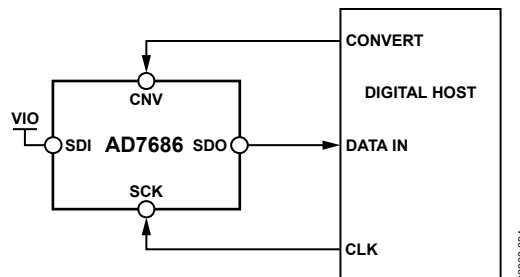 CONVERT
CNV
DIGITAL HOST
VIO
SDI AD7686 SDO
DATA IN
SCK
CLK